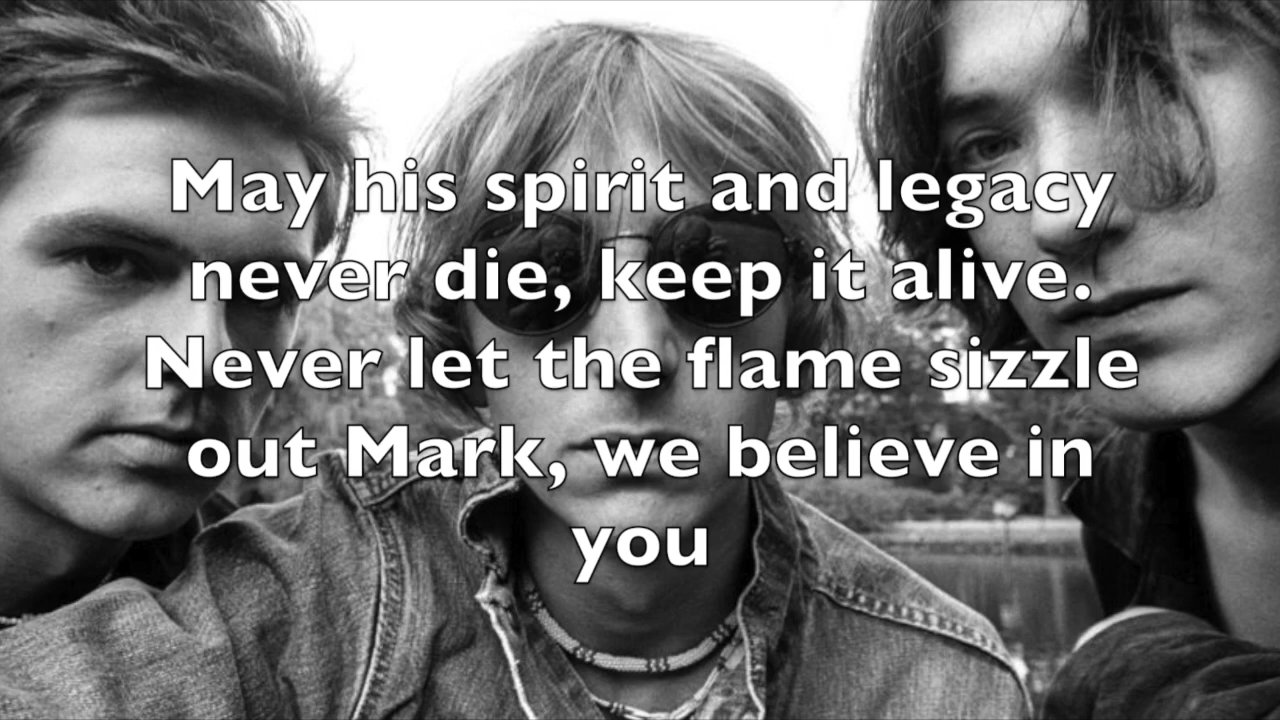 May his spirit and legacy
never die, keep it alive.
Never let the flame sizzle
out Mark, we believe in
you